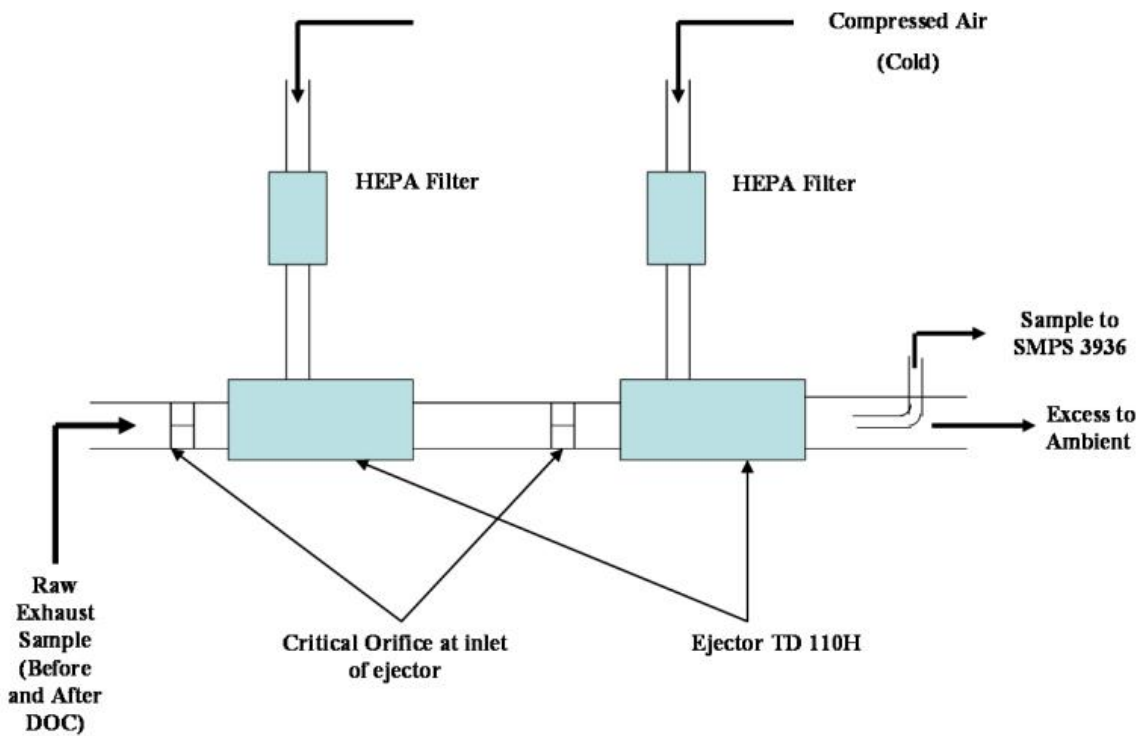 Compressed Air
(Cold)
HEPA Filter
HEPA Filter
Sample to
SMPS 3936
Excess to
Ambient
Raw
Exhaust
Sample
(Before
and After
DOC)
Critical Orifice at inlet
of ejector
Ejector TD 110H